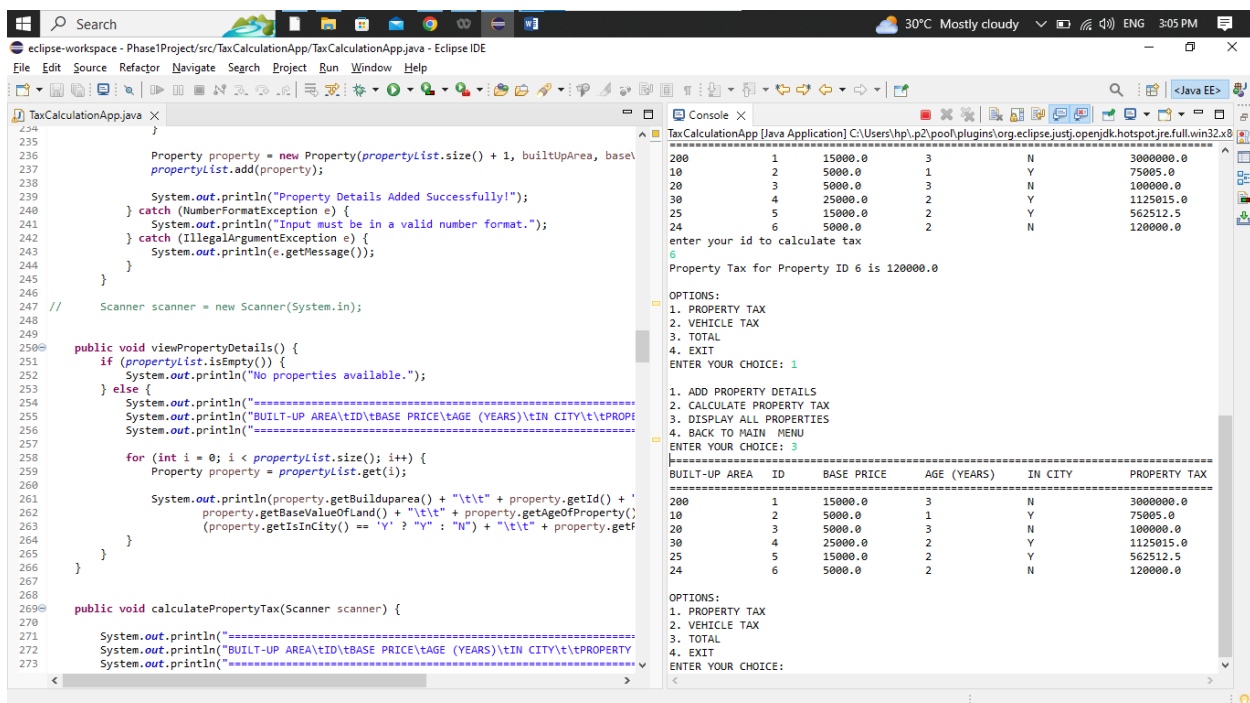 Search
30°C Mostly cloudy
ENG 3:05 PM
eclipse-workspace - Phase1Project/src/TaxCalculationApp/TaxCalculationApp.java - Eclipse IDE
File Edit Source Refactor Navigate Search Project Run Window Help
<Java EE>
TaxCalculationApp.java
234 }
235
236 Property property = new Property(propertyList.size() + 1, builtUpArea, base\
237 propertyList.add(property);
238
239 System.out.println("Property Details Added Successfully!");
240 } catch (NumberFormatException e) {
241 System.out.println("Input must be in a valid number format.");
242 } catch (IllegalArgumentException e) {
243 System.out.println(e.getMessage());
244 }
245 }
246
247 // Scanner scanner = new Scanner(System.in);
248
249
250 public void viewPropertyDetails() {
251 if (propertyList.isEmpty()) {
252 System.out.println("No properties available.");
253 } else {
254 System.out.println("============================================================
255 System.out.println("BUILT-UP AREA\tID\tBASE PRICE\tAGE (YEARS)\tIN CITY\t\tPROPE
256 System.out.println("============================================================
257
258 for (int i = 0; i < propertyList.size(); i++) {
259 Property property = propertyList.get(i);
260
261 System.out.println(property.getBuilduparea() + "\t\t" + property.getId() + '
262 property.getBaseValueOfLand() + "\t\t" + property.getAgeOfProperty()
263 (property.getIsInCity() == 'Y' ? "Y" : "N") + "\t\t" + property.getP
264 }
265 }
266 }
267
268
269 public void calculatePropertyTax(Scanner scanner) {
270
271 System.out.println("================================================================
272 System.out.println("BUILT-UP AREA\tID\tBASE PRICE\tAGE (YEARS)\tIN CITY\t\tPROPERTY
273 System.out.println("================================================================
Console
TaxCalculationApp [Java Application] C:\Users\hp\.p2\pool\plugins\org.eclipse.justj.openjdk.hotspot.jre.full.win32.x8
======================================================================================
200 1 15000.0 3 N 3000000.0
10 2 5000.0 1 Y 75005.0
20 3 5000.0 3 N 100000.0
30 4 25000.0 2 Y 1125015.0
25 5 15000.0 2 Y 562512.5
24 6 5000.0 2 N 120000.0
enter your id to calculate tax
6
Property Tax for Property ID 6 is 120000.0
OPTIONS:
1. PROPERTY TAX
2. VEHICLE TAX
3. TOTAL
4. EXIT
ENTER YOUR CHOICE: 1
1. ADD PROPERTY DETAILS
2. CALCULATE PROPERTY TAX
3. DISPLAY ALL PROPERTIES
4. BACK TO MAIN  MENU
ENTER YOUR CHOICE: 3
======================================================================================
BUILT-UP AREA ID BASE PRICE AGE (YEARS) IN CITY PROPERTY TAX
======================================================================================
200 1 15000.0 3 N 3000000.0
10 2 5000.0 1 Y 75005.0
20 3 5000.0 3 N 100000.0
30 4 25000.0 2 Y 1125015.0
25 5 15000.0 2 Y 562512.5
24 6 5000.0 2 N 120000.0
OPTIONS:
1. PROPERTY TAX
2. VEHICLE TAX
3. TOTAL
4. EXIT
ENTER YOUR CHOICE: